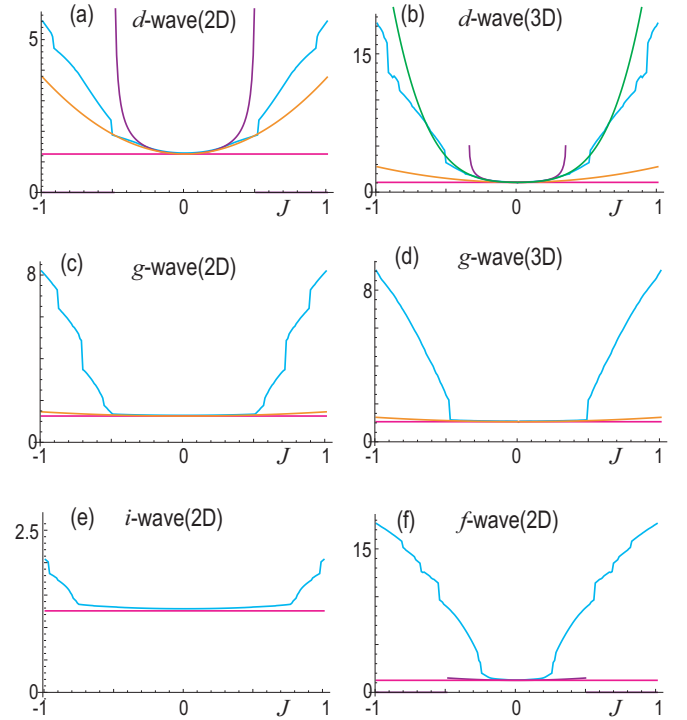 (a) d-wave(2D)
5
0
-1 0 J 1
(b) d-wave(3D)
15
0
-1 0 J 1
(c) g-wave(2D)
8
0
-1 0 J 1
(d) g-wave(3D)
8
0
-1 0 J 1
(e) i-wave(2D)
2.5
0
-1 0 J 1
(f) f-wave(2D)
15
0
-1 0 J 1